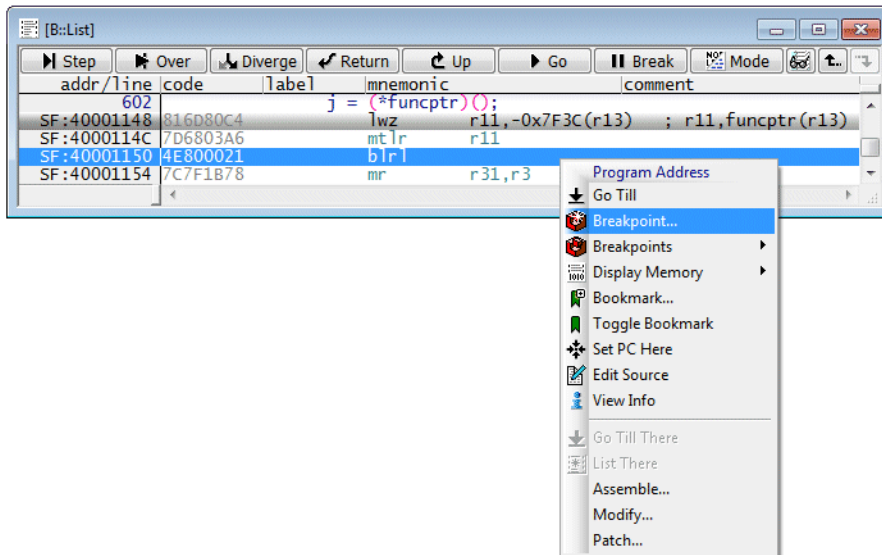 [B::List]
Step Over Diverge Return Up Go Break Mode t..
addr/line code label mnemonic comment
602 j = (*funcptr)();
SF:40001148 816D80C4 lwz r11,-0x7F3C(r13) ; r11,funcptr(r13)
SF:4000114C 7D6803A6 mtlr r11
SF:40001150 4E800021 blrl
SF:40001154 7C7F1B78 mr r31,r3
Program Address
Go Till
Breakpoint...
Breakpoints
Display Memory
Bookmark...
Toggle Bookmark
Set PC Here
Edit Source
View Info
Go Till There
List There
Assemble...
Modify...
Patch...